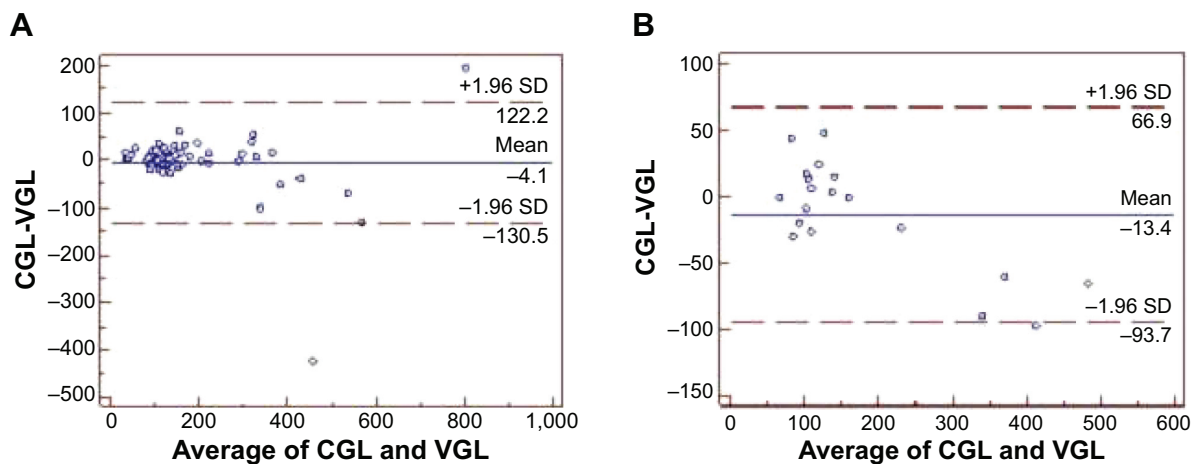 A
CGL-VGL
200
100
0
–100
–200
–300
–400
–500
+1.96 SD
122.2
Mean
–4.1
–1.96 SD
–130.5
0
200
400
600
800
1,000
Average of CGL and VGL
B
CGL-VGL
100
50
0
–50
–100
–150
+1.96 SD
66.9
Mean
–13.4
–1.96 SD
–93.7
0
100
200
300
400
500
600
Average of CGL and VGL